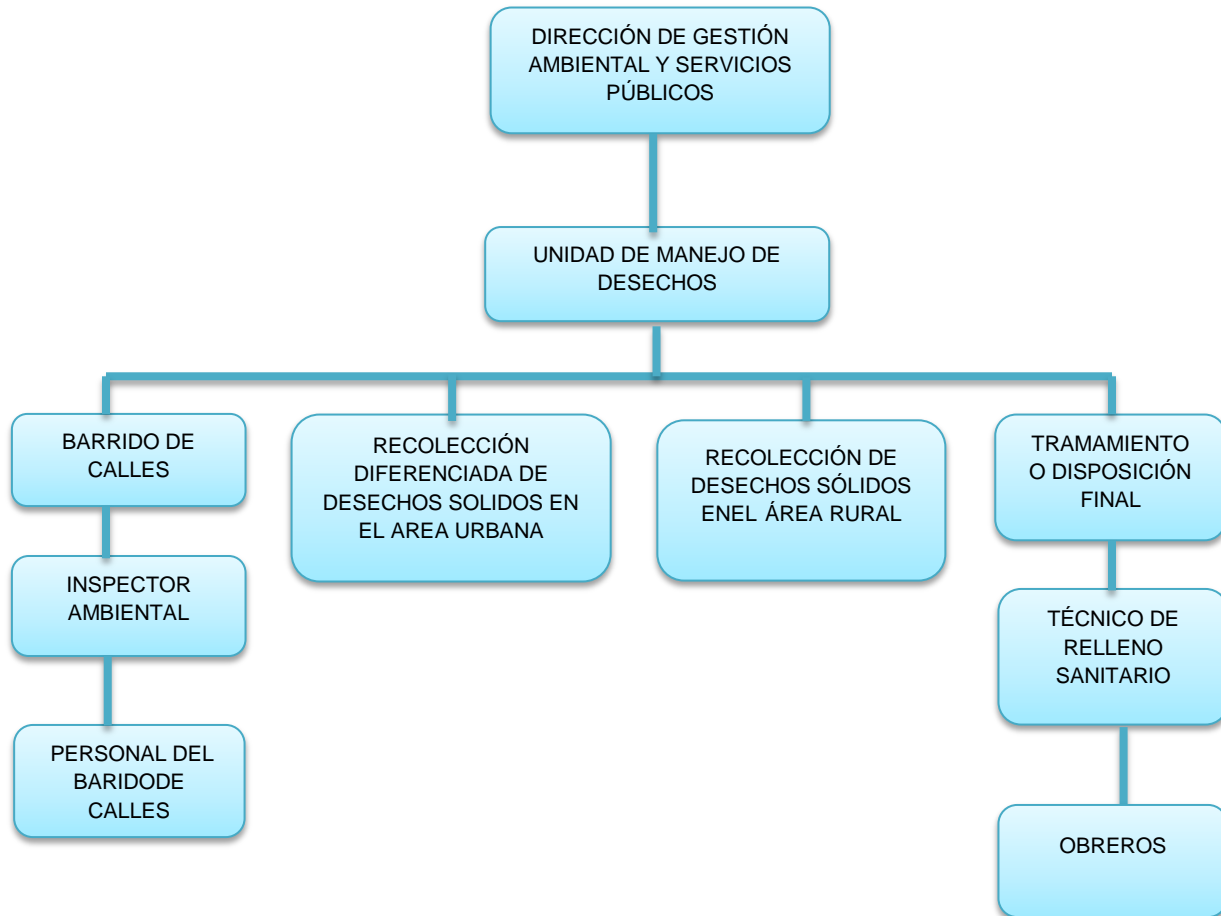 DIRECCIÓN DE GESTIÓN
AMBIENTAL Y SERVICIOS
PÚBLICOS
UNIDAD DE MANEJO DE
DESECHOS
BARRIDO DE
CALLES
RECOLECCIÓN
DIFERENCIADA DE
DESECHOS SOLIDOS EN
EL AREA URBANA
RECOLECCIÓN DE
DESECHOS SÓLIDOS
ENEL ÁREA RURAL
TRAMAMIENTO
O DISPOSICIÓN
FINAL
INSPECTOR
AMBIENTAL
TÉCNICO DE
RELLENO
SANITARIO
PERSONAL DEL
BARIDODE
CALLES
OBREROS